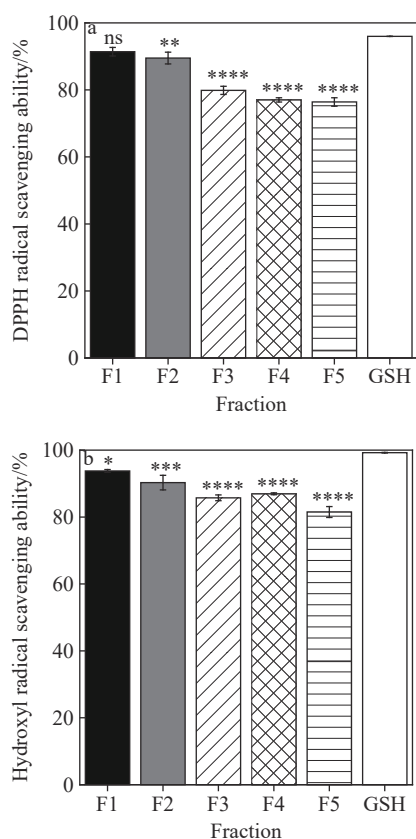 DPPH radical scavenging ability/%
100
80
60
40
20
0
a
ns
**
****
****
****
F1
F2
F3
F4
F5
GSH
Fraction
Hydroxyl radical scavenging ability/%
100
80
60
40
20
0
b
*
***
****
****
****
F1
F2
F3
F4
F5
GSH
Fraction